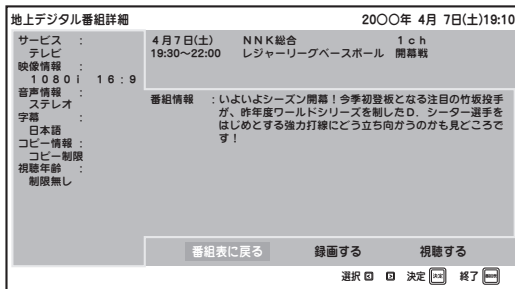 地上デジタル番組詳細 20〇〇年 4月 7日(土)19:10
サービス :
テレビ
映像情報 :
1080i 16:9
音声情報 :
ステレオ
字幕 :
日本語
コピー情報 :
コピー制限
視聴年齢 :
制限無し
4月7日(土) NNK総合 1ch
19:30~22:00 レジャーリーグベースボール 開幕戦
番組情報 :いよいよシーズン開幕!今季初登板となる注目の竹坂投手
が、昨年度ワールドシリーズを制したD．シーター選手を
はじめとする強力打線にどう立ち向かうのかも見どころで
す!
番組表に戻る 録画する 視聴する
選択 決定 決定 終了